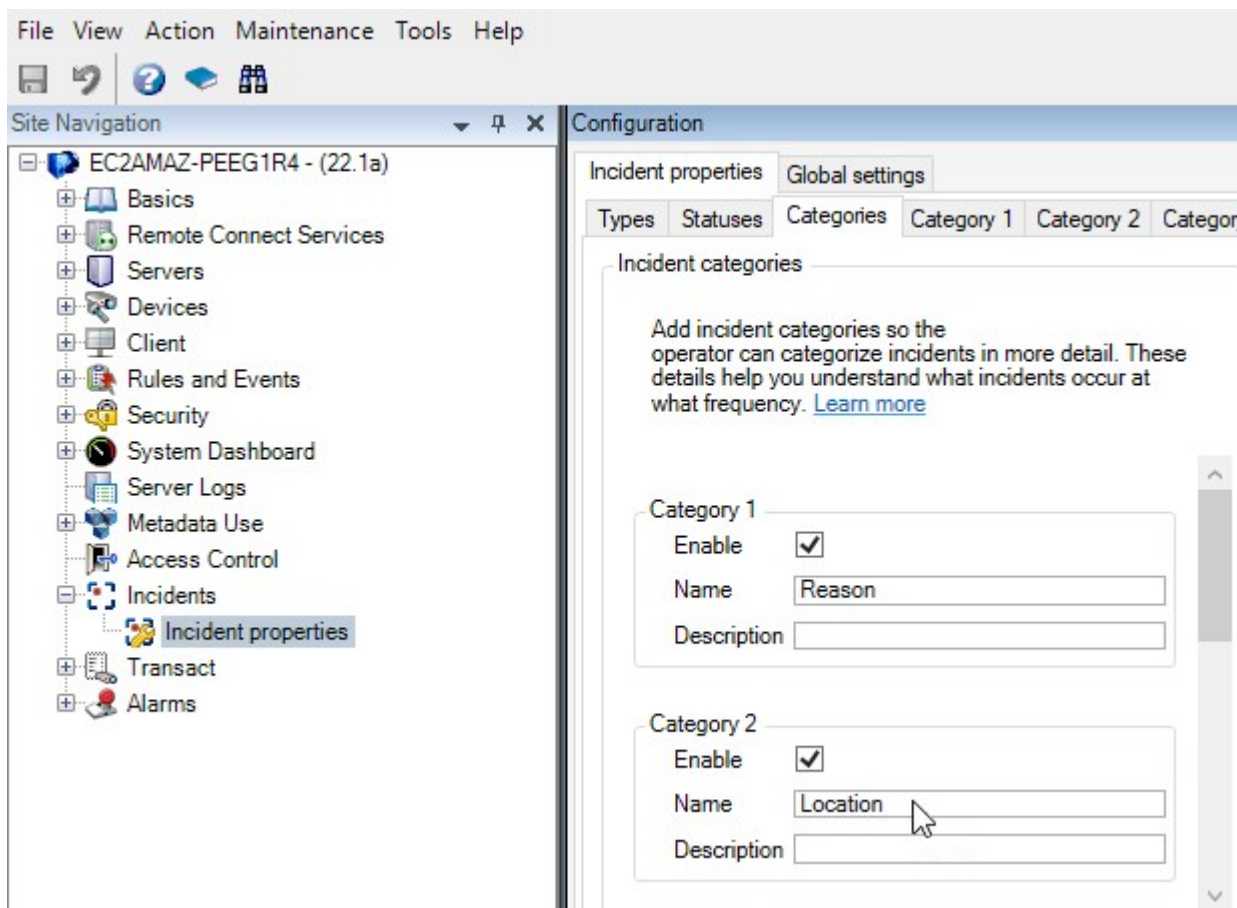 File View Action Maintenance Tools Help
Site Navigation
EC2AMAZ-PEEG1R4 - (22.1a)
Basics
Remote Connect Services
Servers
Devices
Client
Rules and Events
Security
System Dashboard
Server Logs
Metadata Use
Access Control
Incidents
Incident properties
Transact
Alarms
Configuration
Incident properties Global settings
Types Statuses Categories Category 1 Category 2 Categor
Incident categories
Add incident categories so the
operator can categorize incidents in more detail. These
details help you understand what incidents occur at
what frequency. Learn more
Category 1
Enable
Name Reason
Description
Category 2
Enable
Name Location
Description